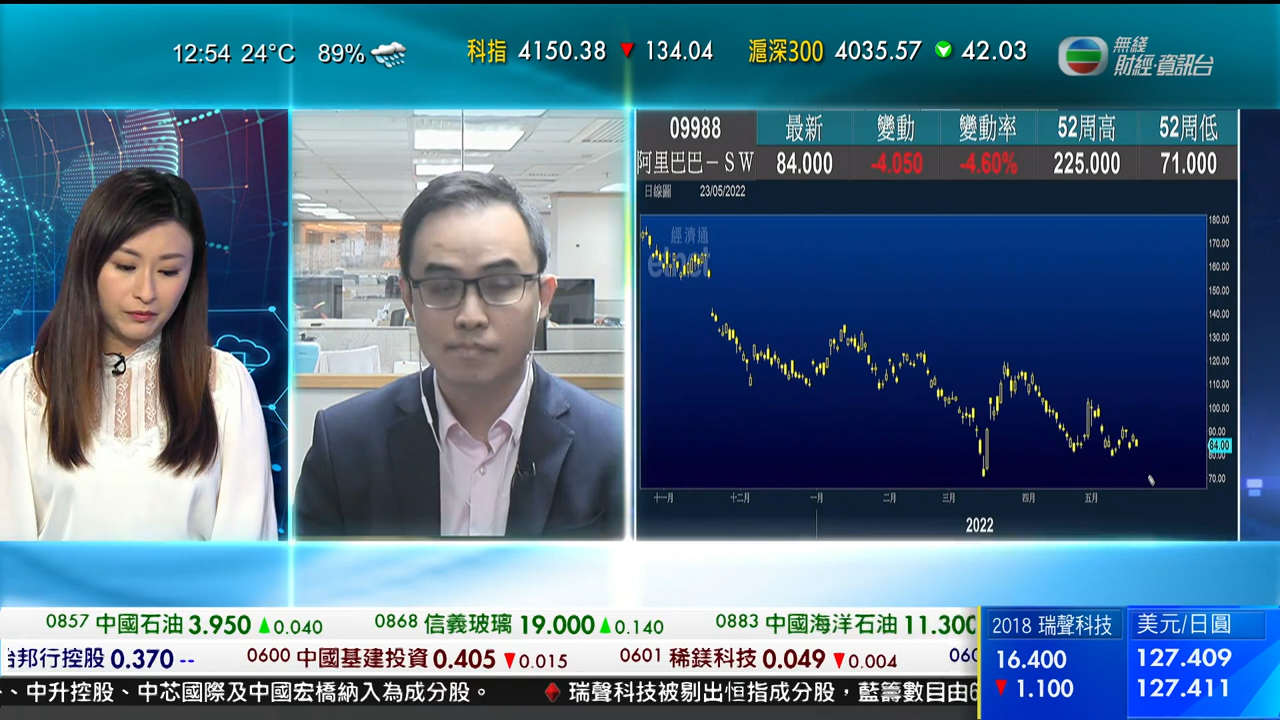 12:54 24°C 89% 科指 4150.38 ▼ 134.04 滬深300 4035.57 42.03
無綫
財經·資訊台
09988 最新 變動 變動率 52周高 52周低
阿里巴巴－ＳＷ 84.000 -4.050 -4.60% 225.000 71.000
日線圖 23/05/2022
經濟通
etnet
180.00
170.00
160.00
150.00
140.00
130.00
120.00
110.00
100.00
90.00
84.00
80.00
70.00
十一月 十二月 一月 二月 三月 四月 五月
2022
0857 中國石油 3.950 ▲0.040 0868 信義玻璃 19.000 ▲0.140 0883 中國海洋石油 11.300
邦行控股 0.370 -- 0600 中國基建投資 0.405 ▼0.015 0601 稀鎂科技 0.049 ▼0.004 060
、中升控股、中芯國際及中國宏橋納入為成分股。 ♦ 瑞聲科技被剔出恒指成分股，藍籌數目由6
2018 瑞聲科技
16.400
▼ 1.100
美元/日圓
127.409
127.411